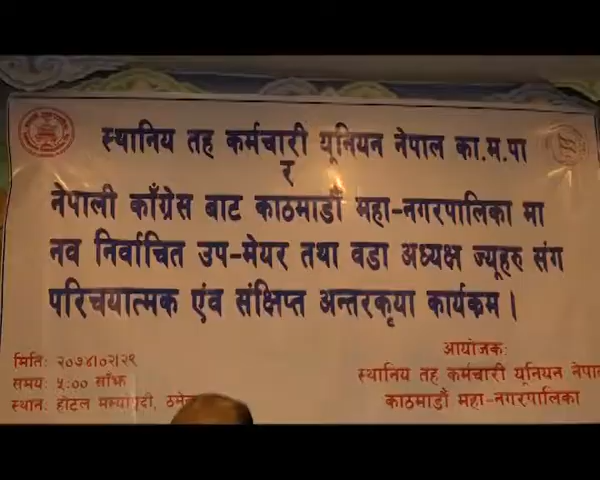 स्थानिय तह कर्मचारी यूनियन नेपाल का.म.पा
र
नेपाली काँग्रेस बाट काठमाडौं महा-नगरपालिका मा
नव निर्वाचित उप-मेयर तथा वडा अध्यक्ष ज्यूहरु संग
परिचयात्मक एंव संक्षिप्त अन्तरकृया कार्यक्रम ।
मितिः २०७४।०२।२९
समयः ५:०० साँझ
स्थानः होटल
आयोजकः
स्थानिय तह कर्मचारी यूनियन
काठमाडौं महा-नगरपालिका